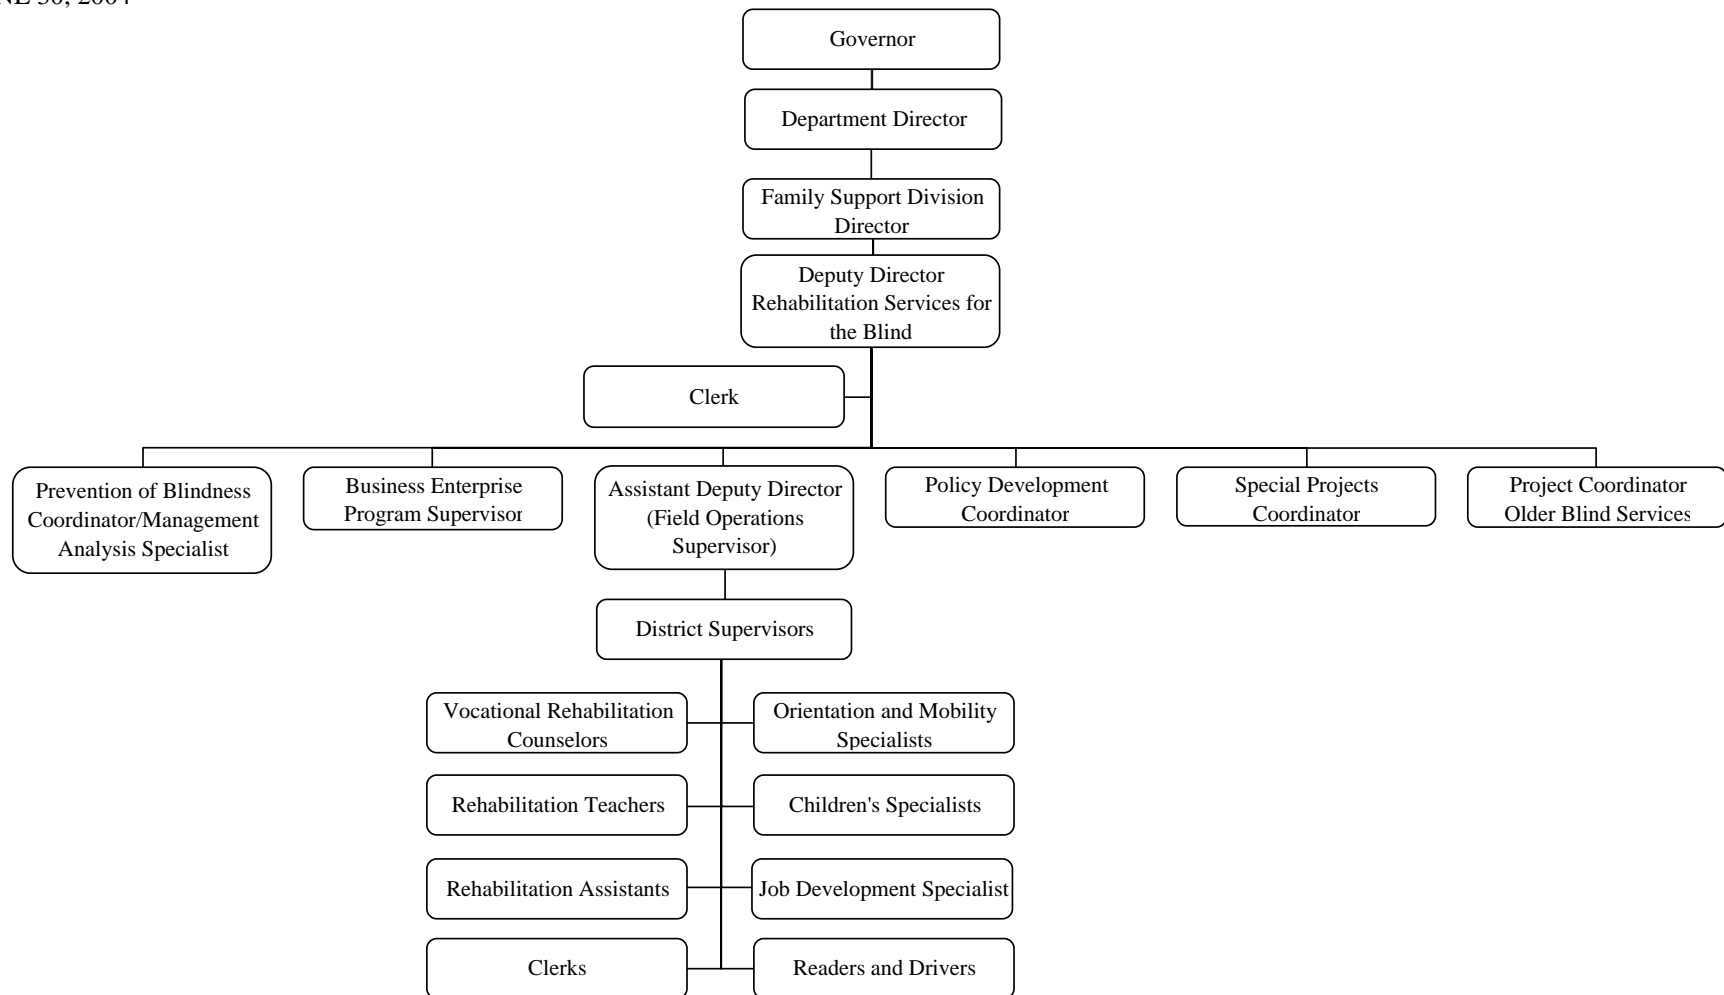 30, 2004
Governor
Department Director
Family Support Division
Director
Deputy Director
Rehabilitation Services for
the Blind
Clerk
Prevention of Blindness
Coordinator/Management
Analysis Specialist
Business Enterprise
Program Supervisor
Assistant Deputy Director
(Field Operations
Supervisor)
Policy Development
Coordinator
Special Projects
Coordinator
Project Coordinator
Older Blind Services
District Supervisors
Vocational Rehabilitation
Counselors
Orientation and Mobility
Specialists
Rehabilitation Teachers
Children's Specialists
Rehabilitation Assistants
Job Development Specialist
Clerks
Readers and Drivers